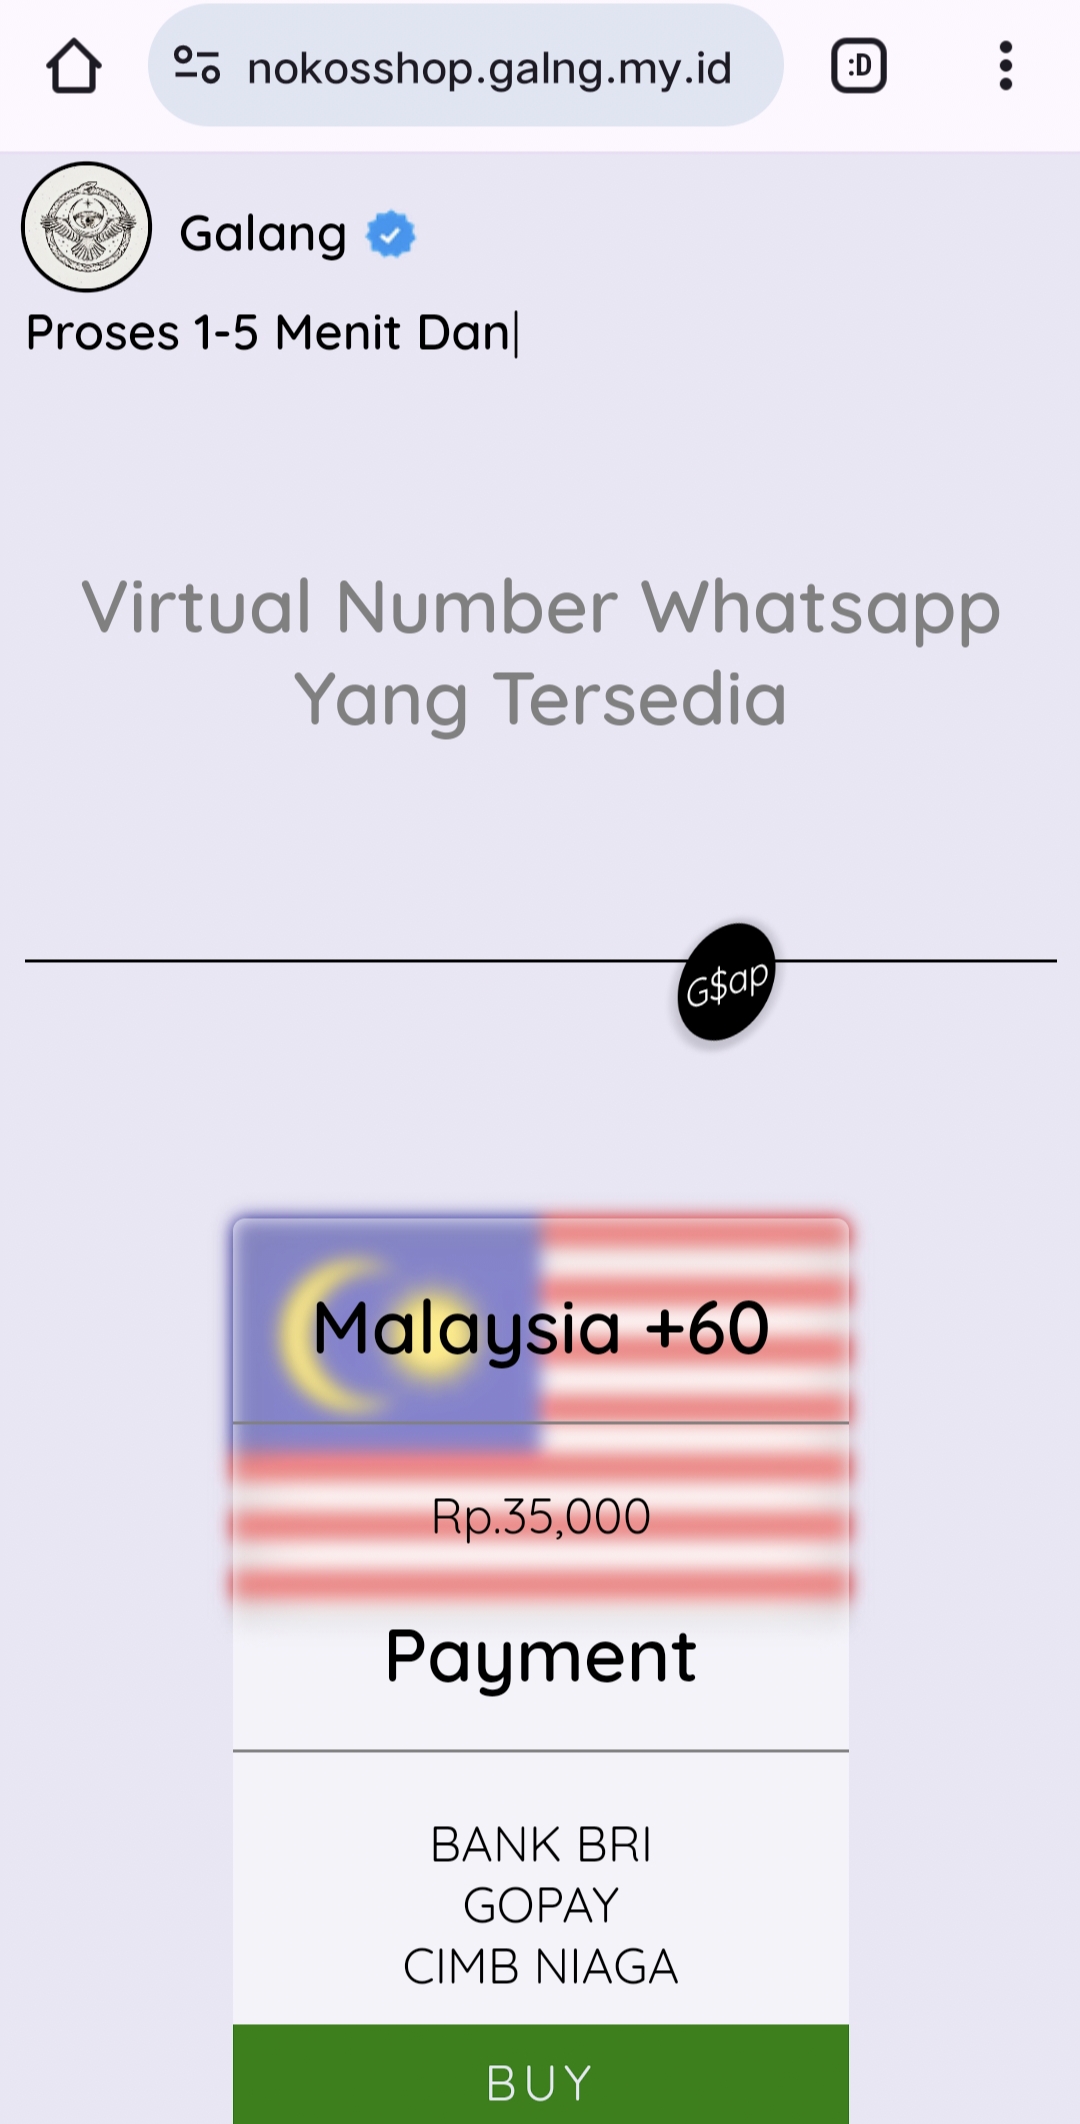 nokosshop.galng.my.id
:D
Galang
Proses 1-5 Menit Dan
Virtual Number Whatsapp
Yang Tersedia
G$ap
Malaysia +60
Rp.35,000
Payment
BANK BRI
GOPAY
CIMB NIAGA
BUY